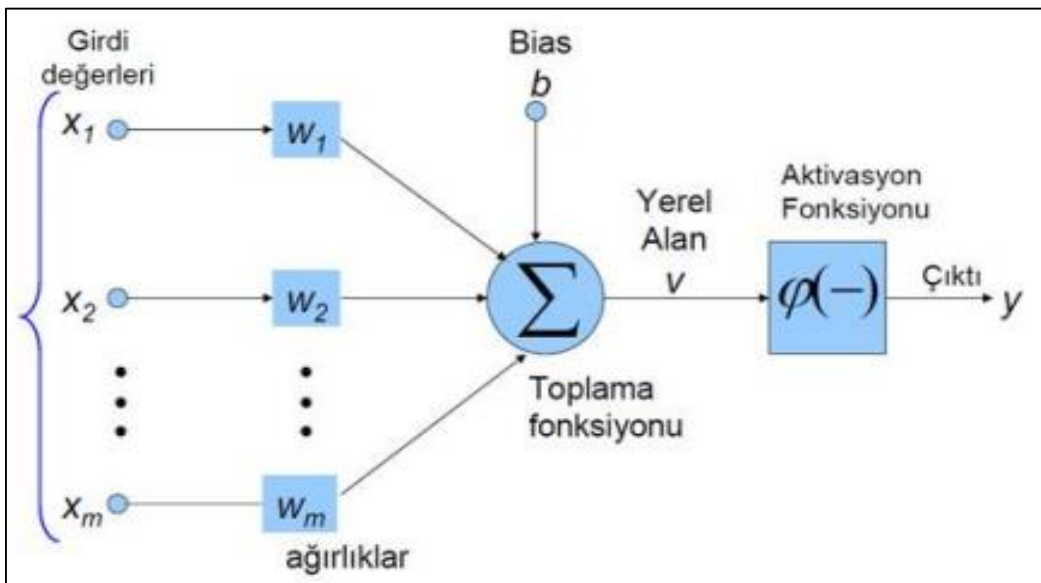 Girdi
değerleri
x1
w1
x2
w2
xm
wm
ağırlıklar
Bias
b
∑
Toplama
fonksiyonu
Yerel
Alan
v
Aktivasyon
Fonksiyonu
φ(−)
Çıktı
y